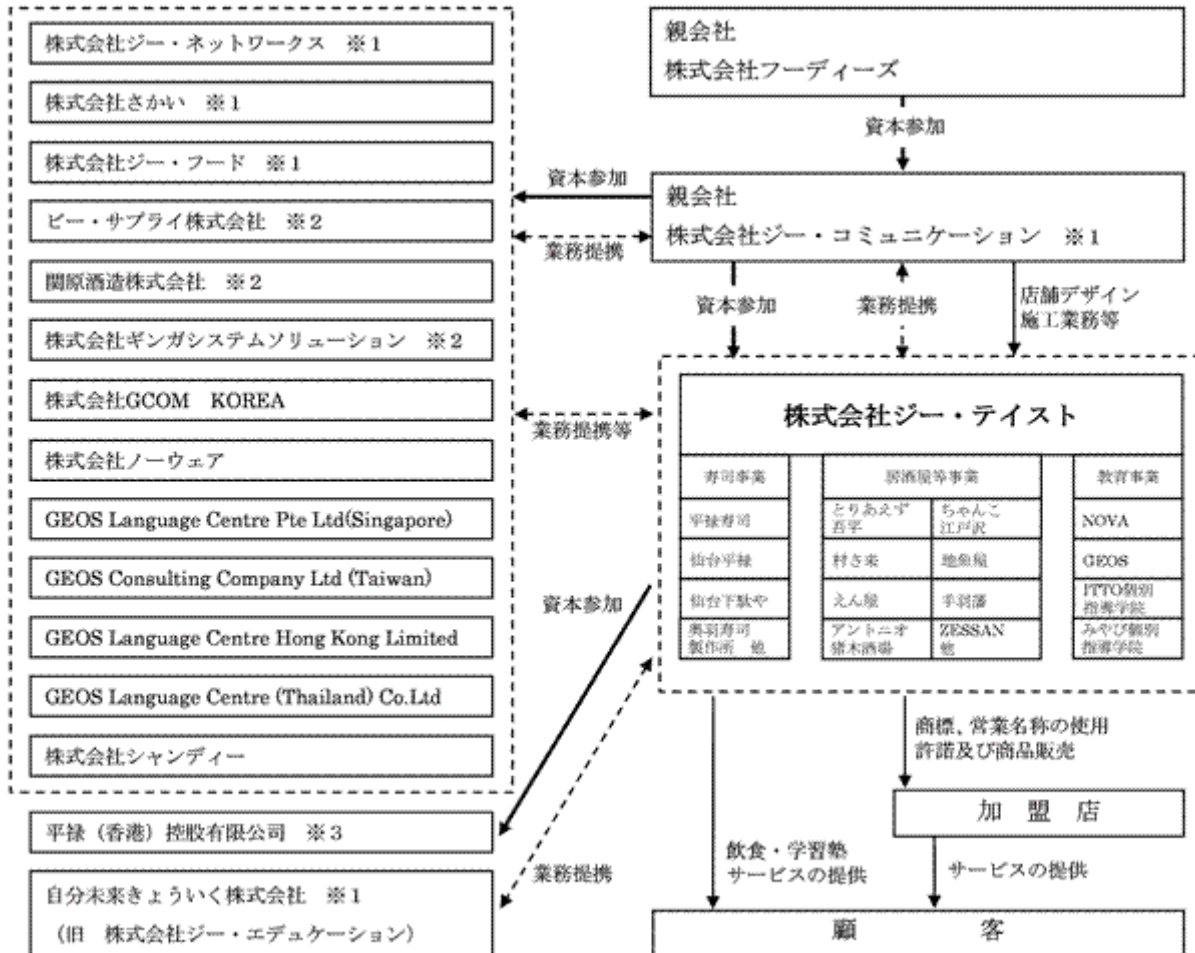 株式会社ジー・ネットワークス ※1
株式会社さかい ※1
株式会社ジー・フード ※1
ビー・サプライ株式会社 ※2
関原酒造株式会社 ※2
株式会社ギンガシステムソリューション ※2
株式会社GCOM KOREA
株式会社ノーウェア
GEOS Language Centre Pte Ltd(Singapore)
GEOS Consulting Company Ltd (Taiwan)
GEOS Language Centre Hong Kong Limited
GEOS Language Centre (Thailand) Co.Ltd
株式会社シャンディー
平禄（香港）控股有限公司 ※3
自分未来きょういく株式会社 ※1
（旧 株式会社ジー・エデュケーション）
親会社
株式会社フーディーズ
資本参加
親会社
株式会社ジー・コミュニケーション ※1
資本参加
業務提携
資本参加
業務提携
店舗デザイン
施工業務等
業務提携等
株式会社ジー・テイスト
寿司事業
居酒屋等事業
教育事業
平禄寿司
とりあえず
吾平
ちゃんこ
江戸沢
NOVA
仙台平禄
村さ来
地魚屋
GEOS
仙台下駄や
えん屋
手羽藩
ITTO個別
指導学院
奥羽寿司
製作所 他
アントニオ
猪木酒場
ZESSAN
他
みやび個別
指導学院
資本参加
業務提携
商標、営業名称の使用
許諾及び商品販売
加盟店
飲食・学習塾
サービスの提供
サービスの提供
顧客